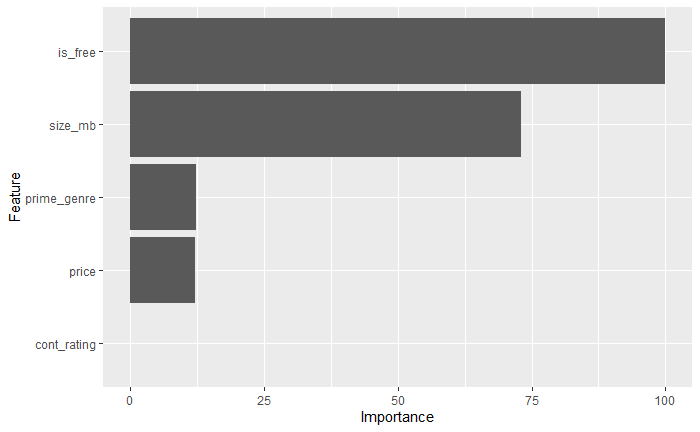 is_free
size_mb
prime_genre
price
cont_rating
Feature
0 25 50 75 100
Importance